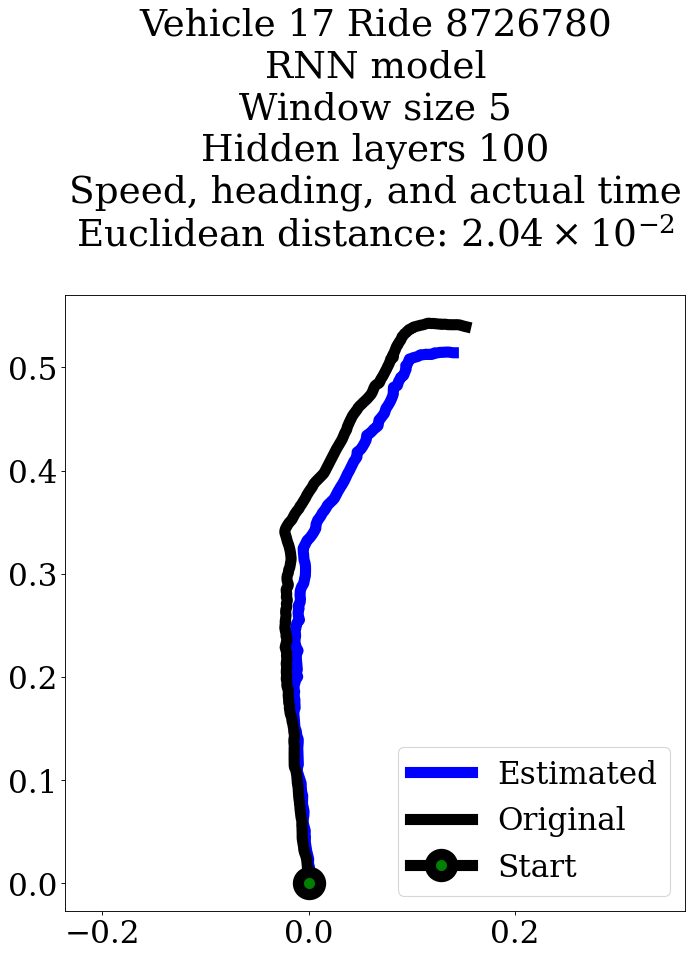 Vehicle 17 Ride 8726780
RNN model
Window size 5
Hidden layers 100
Speed, heading, and actual time
Euclidean distance: 2.04 × 10⁻²
0.5
0.4
0.3
0.2
0.1
0.0
Estimated
Original
Start
−0.2 0.0 0.2